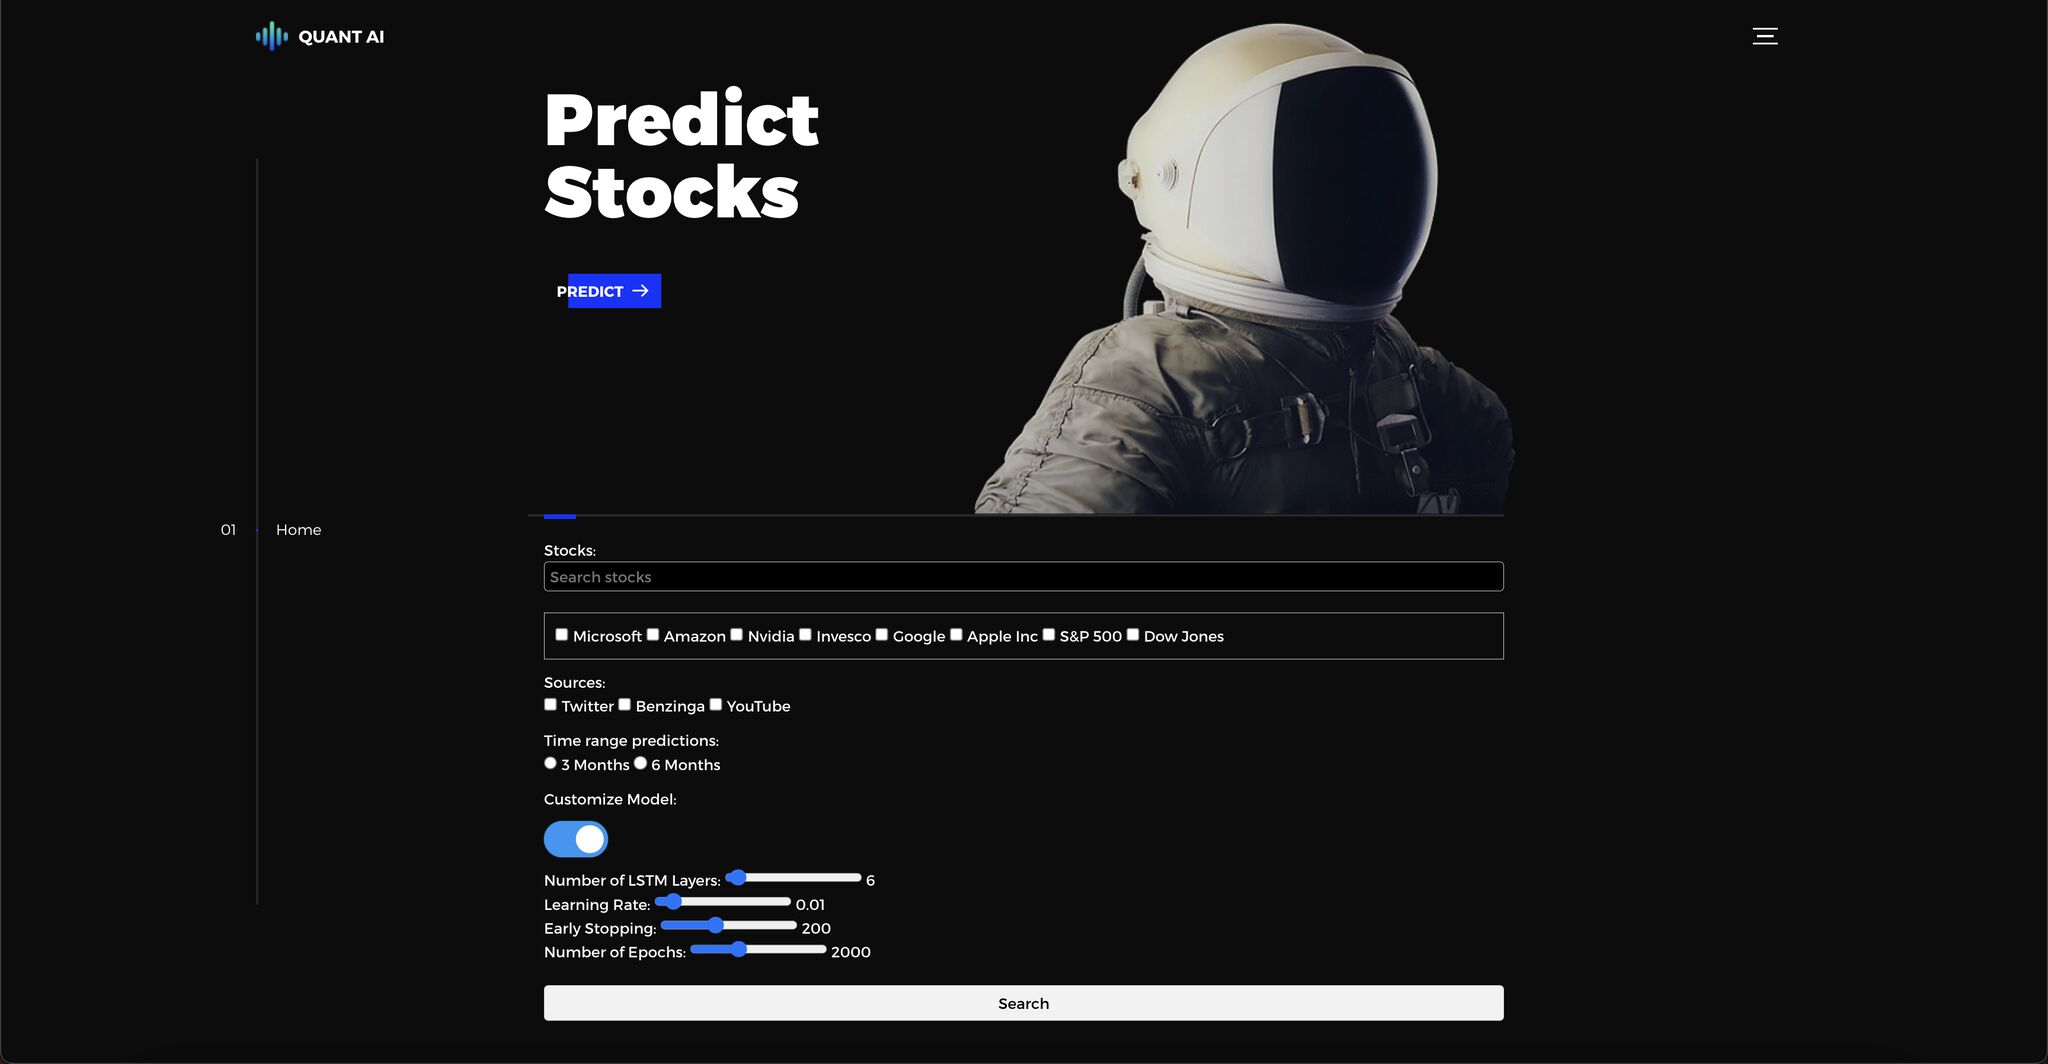 QUANT AI
Predict
Stocks
PREDICT
01 Home
Stocks:
Search stocks
Microsoft Amazon Nvidia Invesco Google Apple Inc S&P 500 Dow Jones
Sources:
Twitter Benzinga YouTube
Time range predictions:
3 Months 6 Months
Customize Model:
Number of LSTM Layers: 6
Learning Rate: 0.01
Early Stopping: 200
Number of Epochs: 2000
Search